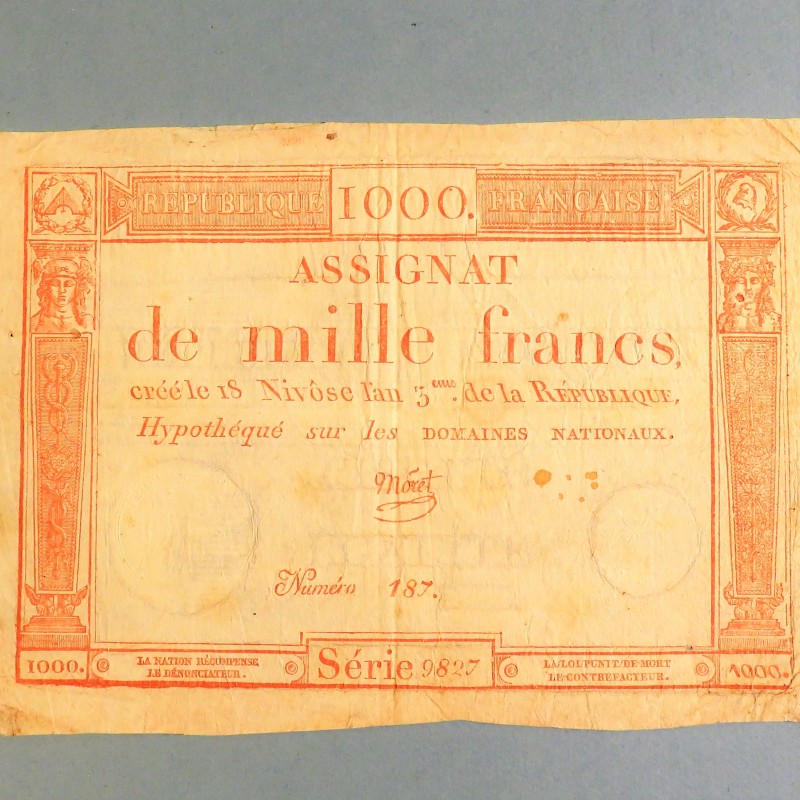 RÉPUBLIQUE 1000. FRANÇAISE
ASSIGNAT
de mille francs,
créé le 18 Nivôse l'an 3eme. de la RÉPUBLIQUE,
Hypothéqué sur les DOMAINES NATIONAUX.
Moret
Numéro 187.
1000.
LA NATION RÉCOMPENSE
LE DÉNONCIATEUR.
Série 9827
LA LOI PUNIT DE MORT
LE CONTREFACTEUR.
1000.